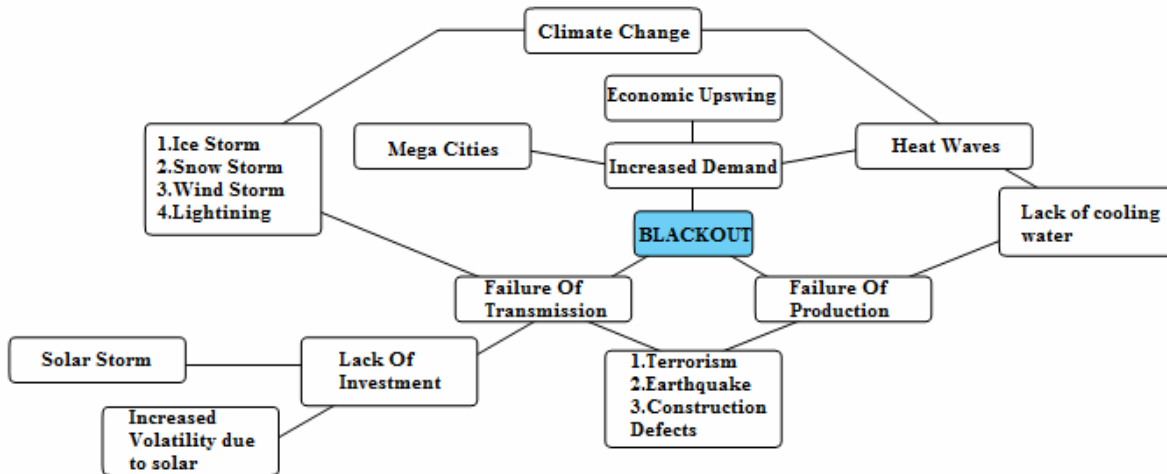 Climate Change
Economic Upswing
1.Ice Storm
2.Snow Storm
3.Wind Storm
4.Lightining
Mega Cities
Increased Demand
Heat Waves
BLACKOUT
Lack of cooling
water
Failure Of
Transmission
Failure Of
Production
Solar Storm
Lack Of
Investment
1.Terrorism
2.Earthquake
3.Construction
Defects
Increased
Volatility due
to solar